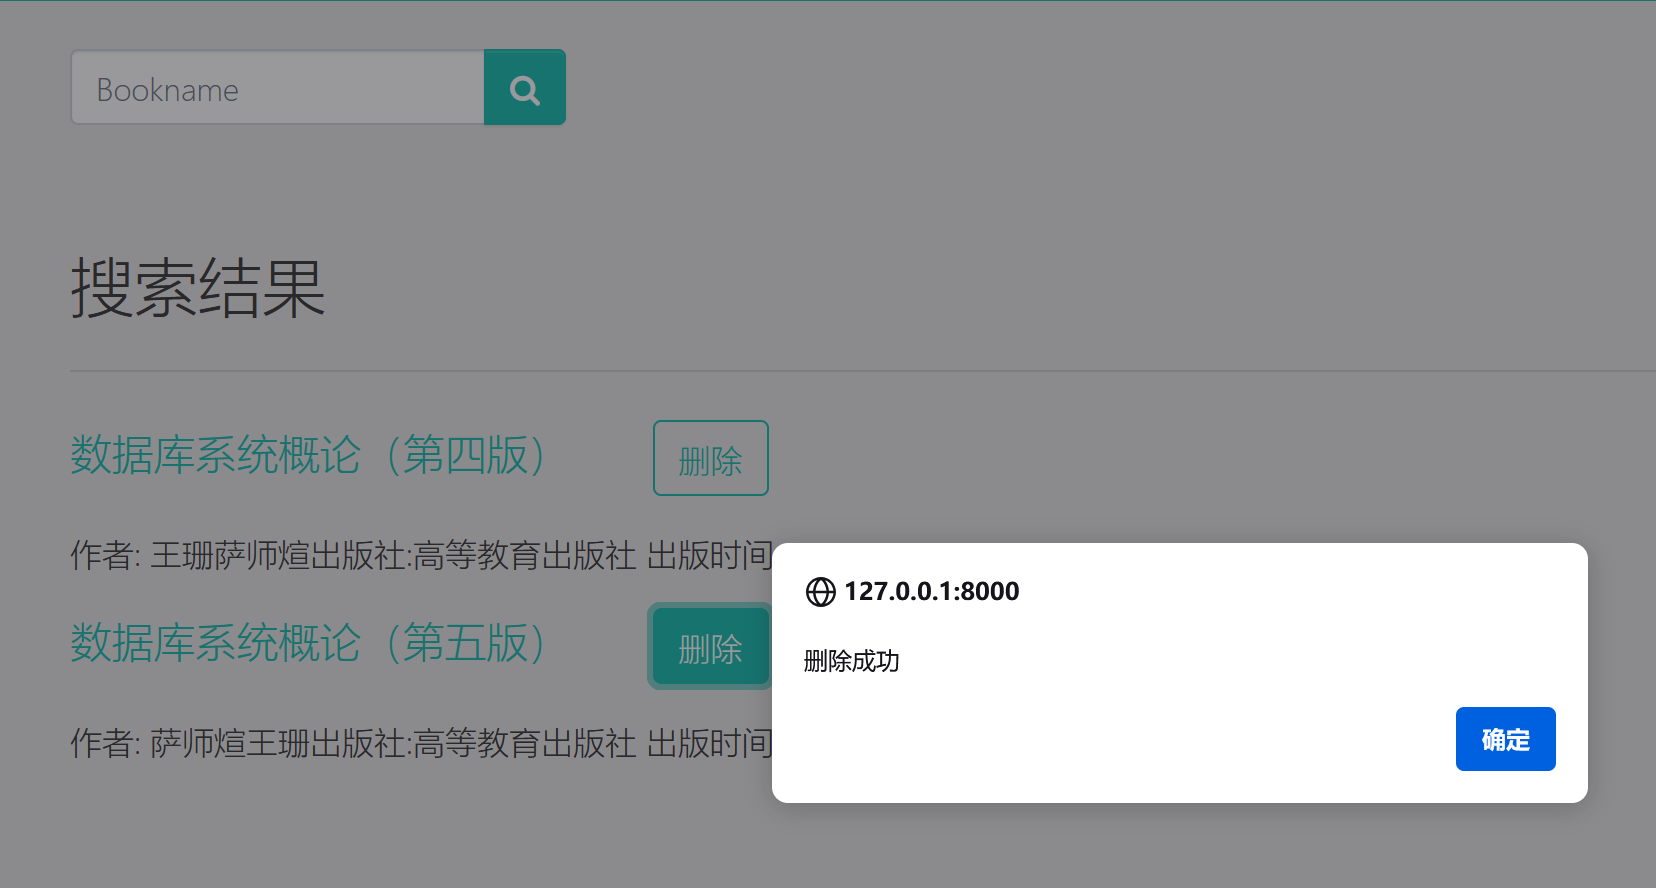 Bookname
搜索结果
数据库系统概论（第四版）
删除
作者: 王珊萨师煊出版社:高等教育出版社 出版时间
数据库系统概论（第五版）
删除
作者: 萨师煊王珊出版社:高等教育出版社 出版时间
127.0.0.1:8000
删除成功
确定